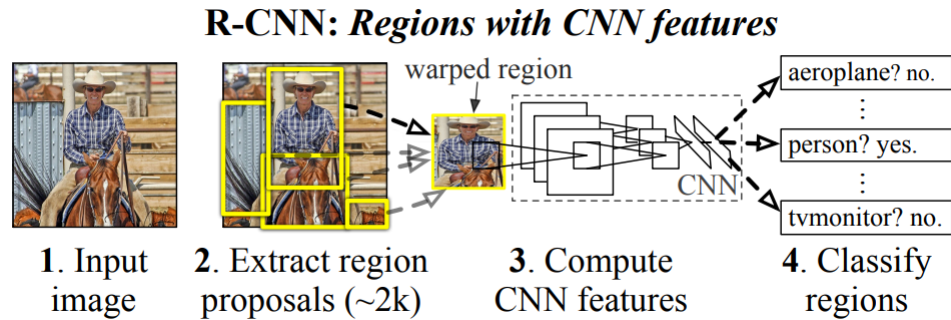 R-CNN: Regions with CNN features
warped region
aeroplane? no.
⋮
person? yes.
⋮
tvmonitor? no.
CNN
1. Input
image
2. Extract region
proposals (~2k)
3. Compute
CNN features
4. Classify
regions